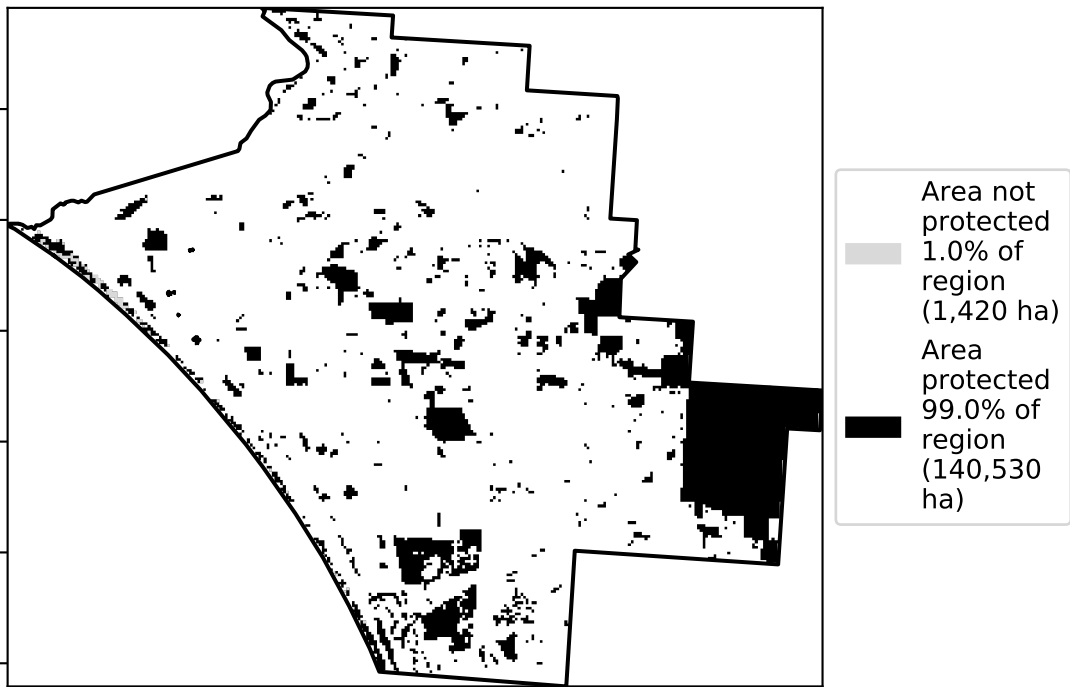 Area not
protected
1.0% of
region
(1,420 ha)
Area
protected
99.0% of
region
(140,530
ha)